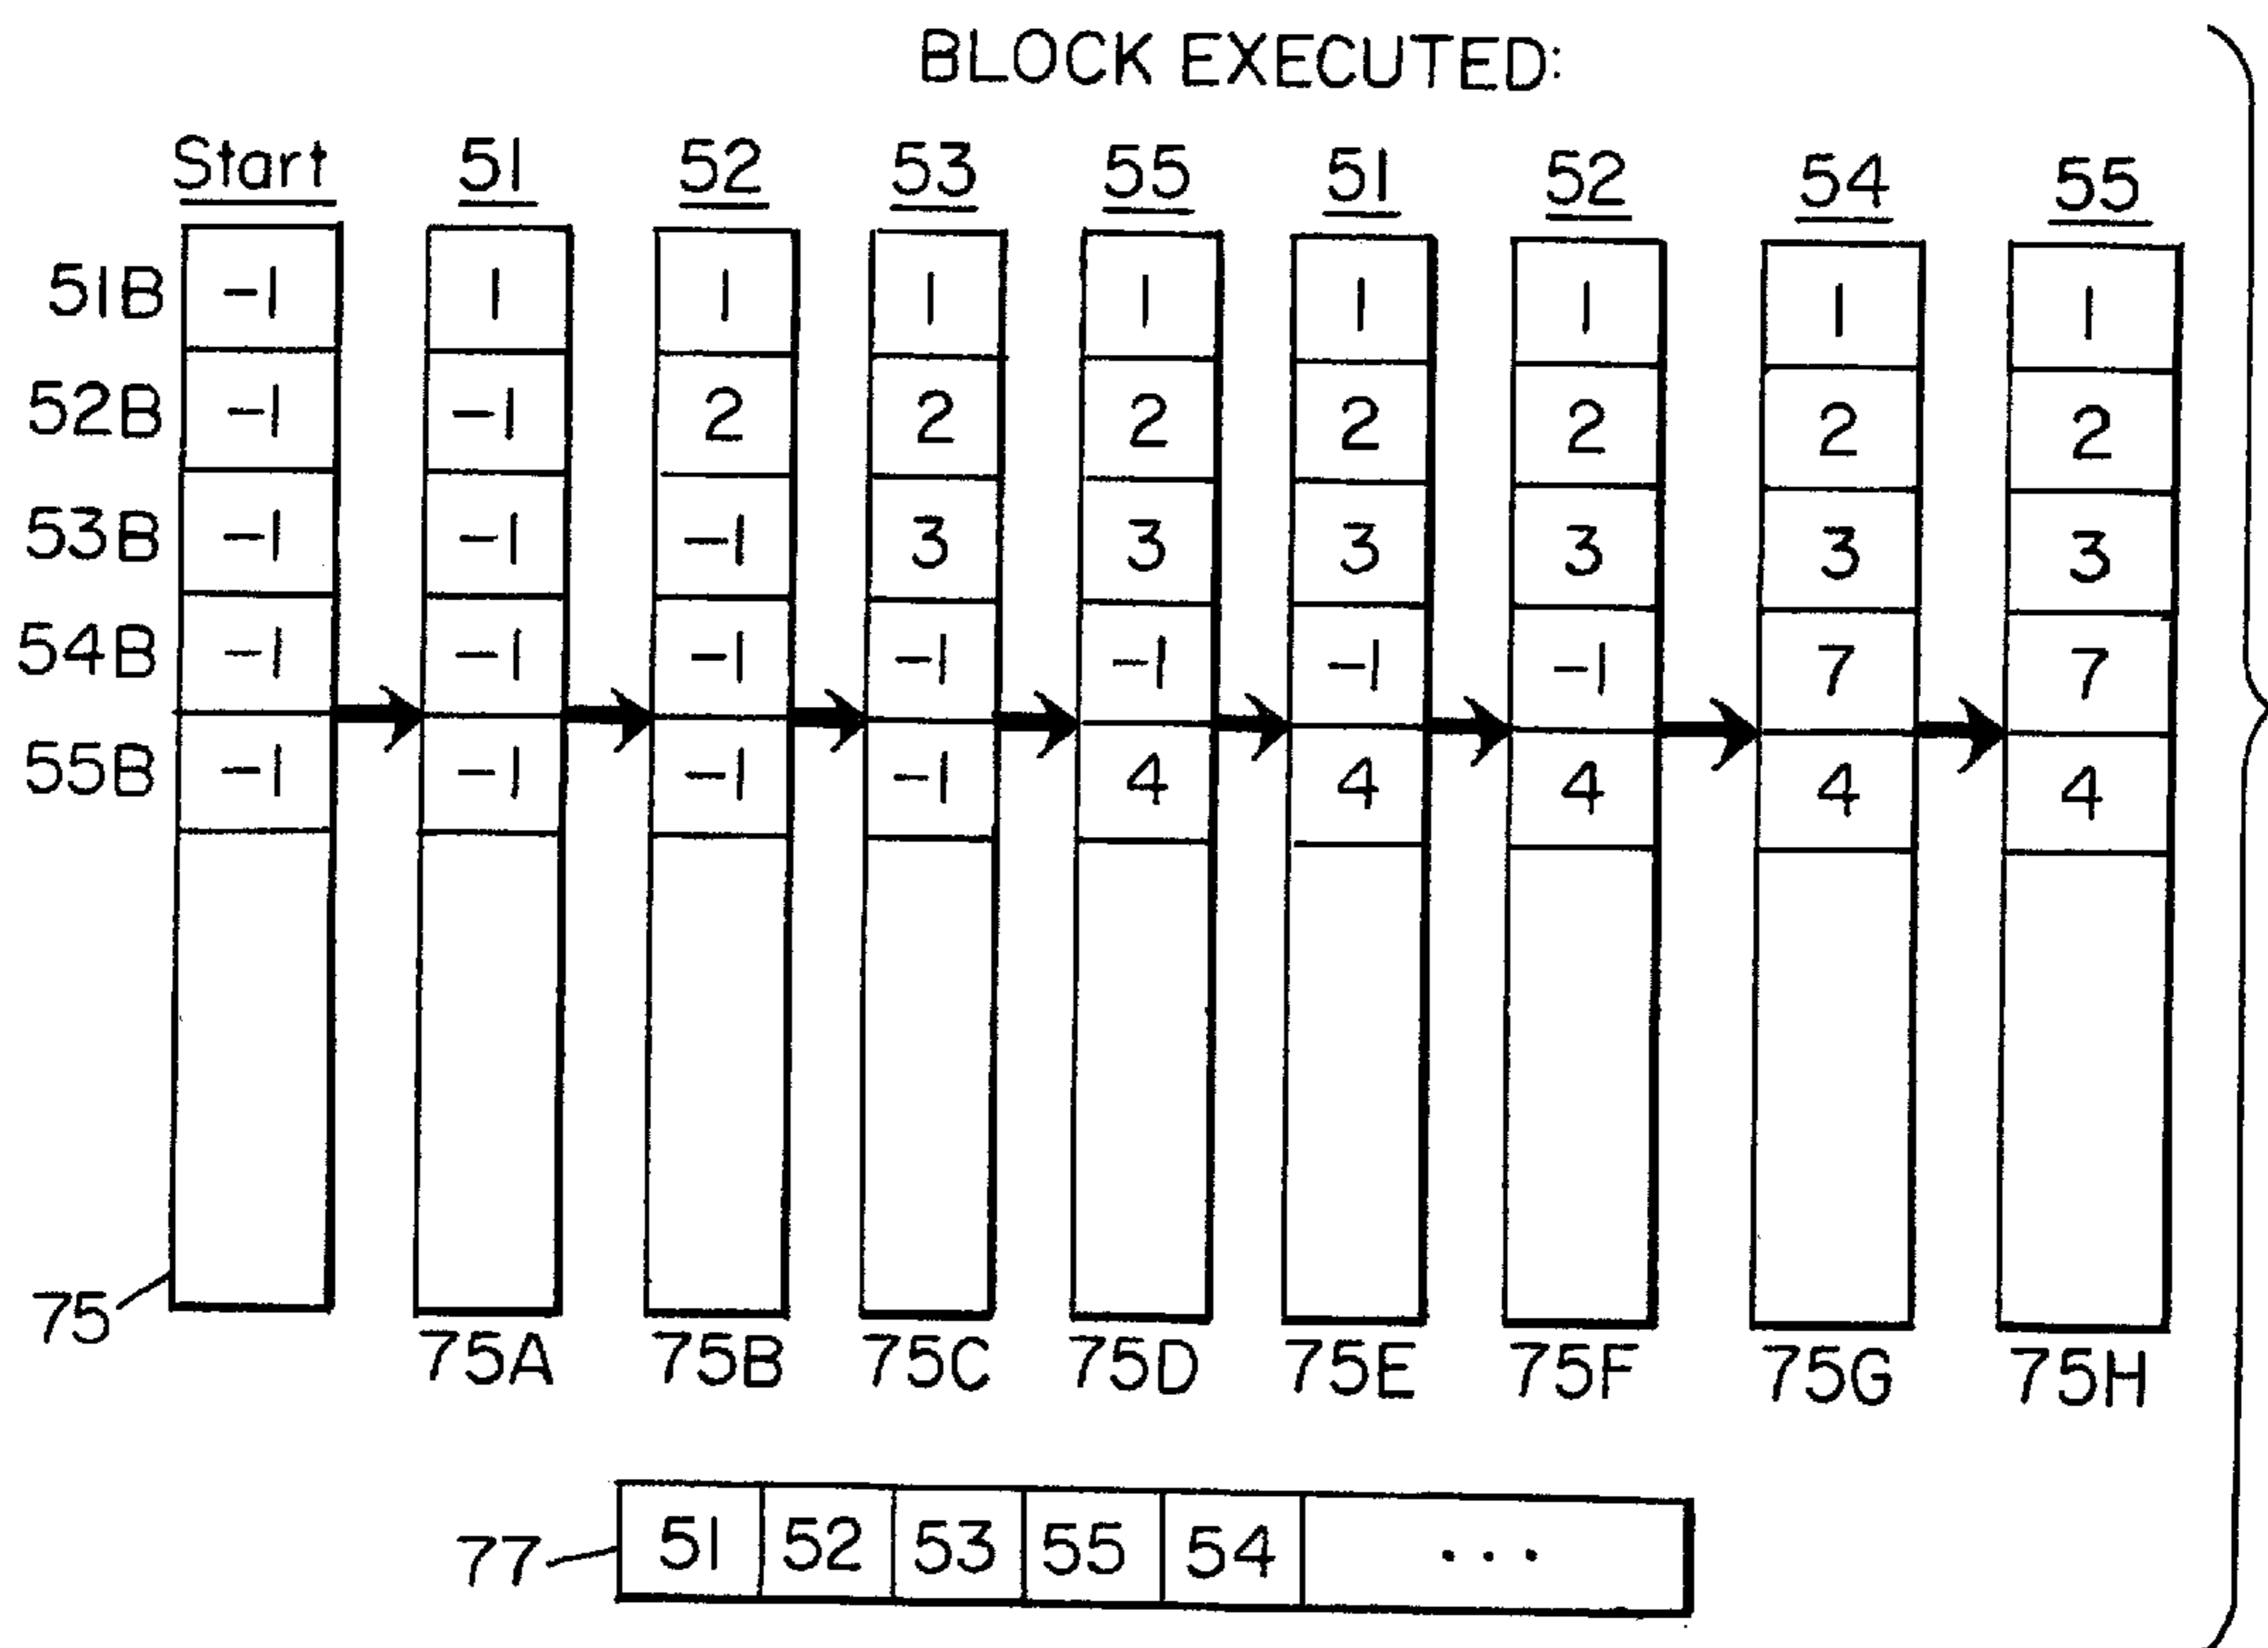 BLOCK EXECUTED:
Start 51 52 53 55 51 52 54 55
51B -1 1 1 1 1 1 1 1 1
52B -1 -1 2 2 2 2 2 2 2
53B -1 -1 -1 3 3 3 3 3 3
54B -1 -1 -1 -1 -1 -1 -1 7 7
55B -1 -1 -1 -1 4 4 4 4 4
75 75A 75B 75C 75D 75E 75F 75G 75H
77 51 52 53 55 54 ...